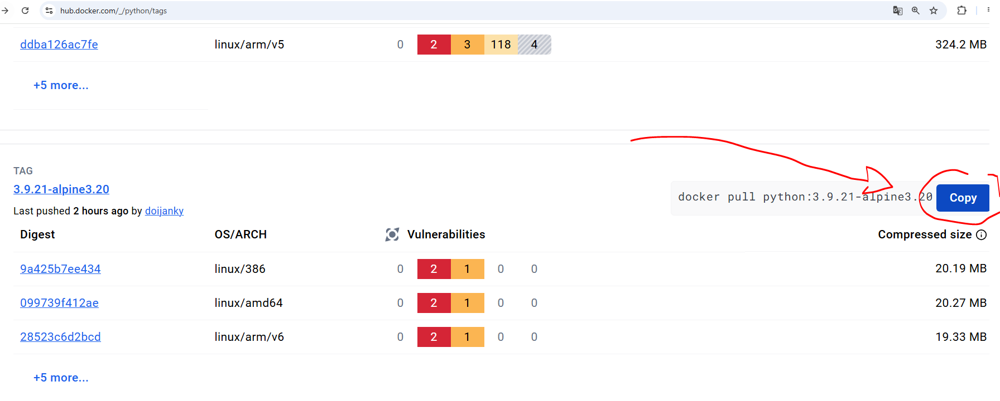 hub.docker.com/_/python/tags
ddba126ac7fe linux/arm/v5 0 2 3 118 4 324.2 MB
+5 more...
TAG
3.9.21-alpine3.20
docker pull python:3.9.21-alpine3.20 Copy
Last pushed 2 hours ago by doijanky
Digest OS/ARCH Vulnerabilities Compressed size
9a425b7ee434 linux/386 0 2 1 0 0 20.19 MB
099739f412ae linux/amd64 0 2 1 0 0 20.27 MB
28523c6d2bcd linux/arm/v6 0 2 1 0 0 19.33 MB
+5 more...